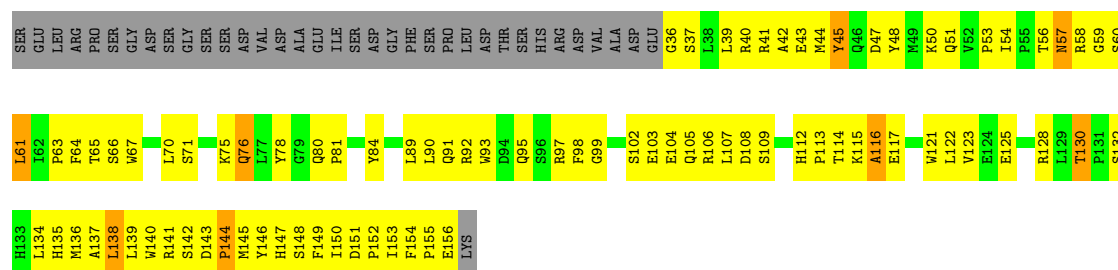 SER GLU LEU ARG PRO SER GLY ASP SER GLY SER SER ASP VAL ASP ALA GLU ILE SER ASP GLY PHE SER PRO LEU ASP THR SER HIS ARG ASP VAL ALA ASP GLU G36 S37 L38 L39 R40 R41 A42 E43 M44 Y45 Q46 D47 Y48 M49 K50 Q51 V52 P53 I54 P55 T56 N57 R58 G59 S60
L61 I62 P63 F64 T65 S66 W67 L70 S71 K75 Q76 L77 Y78 G79 Q80 P81 Y84 L89 L90 Q91 R92 W93 D94 Q95 S96 R97 F98 G99 S102 E103 E104 Q105 R106 L107 D108 S109 H112 P113 T114 K115 A116 E117 W121 L122 V123 E124 E125 R128 L129 T130 P131 S132
H133 L134 H135 M136 A137 L138 L139 W140 R141 S142 D143 P144 M145 Y146 H147 S148 F149 I150 D151 P152 I153 F154 P155 E156 LYS